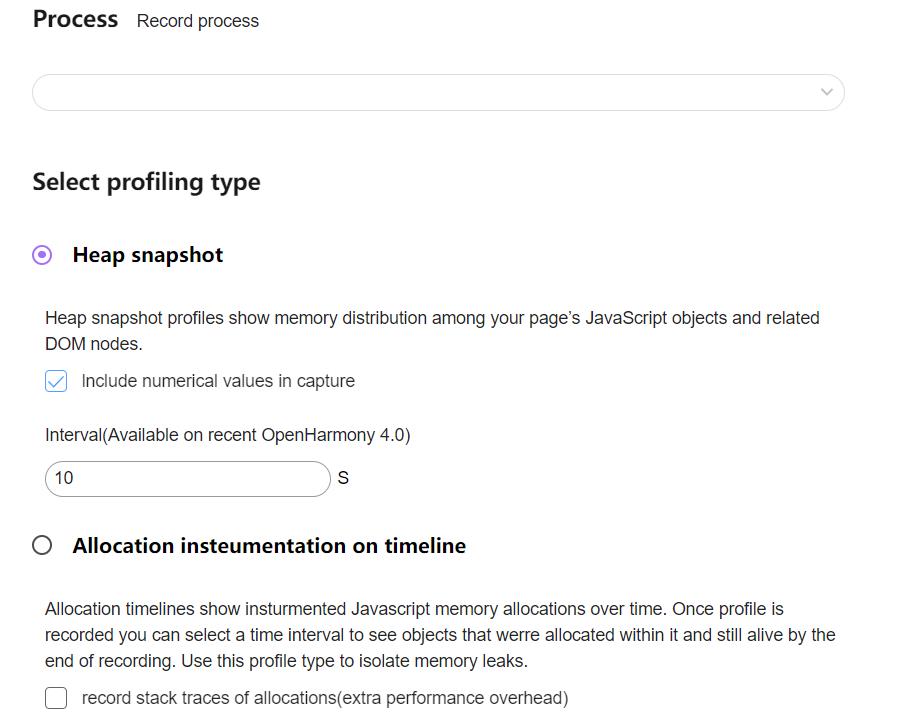 Process Record process
Select profiling type
Heap snapshot
Heap snapshot profiles show memory distribution among your page's JavaScript objects and related
DOM nodes.
Include numerical values in capture
Interval(Available on recent OpenHarmony 4.0)
10 S
Allocation insteumentation on timeline
Allocation timelines show insturmented Javascript memory allocations over time. Once profile is
recorded you can select a time interval to see objects that werre allocated within it and still alive by the
end of recording. Use this profile type to isolate memory leaks.
record stack traces of allocations(extra performance overhead)